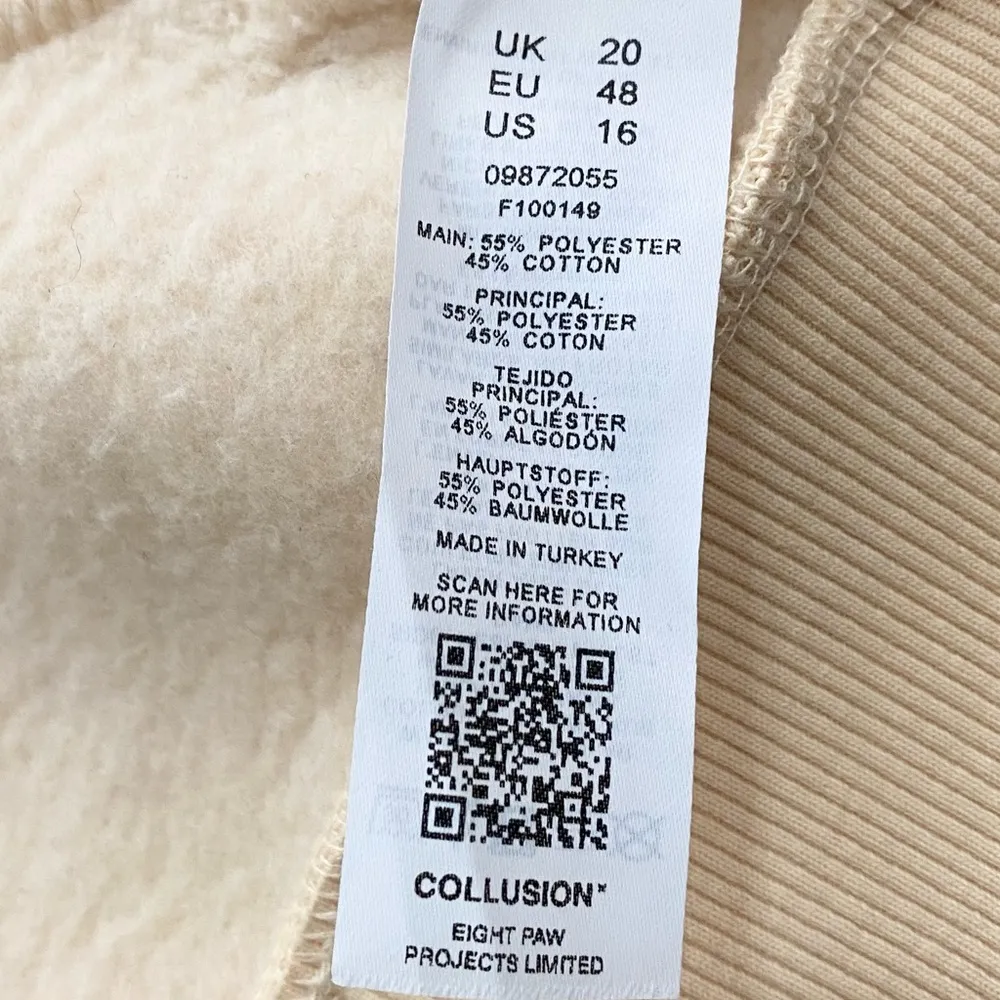 UK 20
EU 48
US 16
09872055
F100149
MAIN: 55% POLYESTER
45% COTTON
PRINCIPAL:
55% POLYESTER
45% COTON
TEJIDO
PRINCIPAL:
55% POLIÉSTER
45% ALGODÓN
HAUPTSTOFF:
55% POLYESTER
45% BAUMWOLLE
MADE IN TURKEY
SCAN HERE FOR
MORE INFORMATION
COLLUSION"
EIGHT PAW
PROJECTS LIMITED